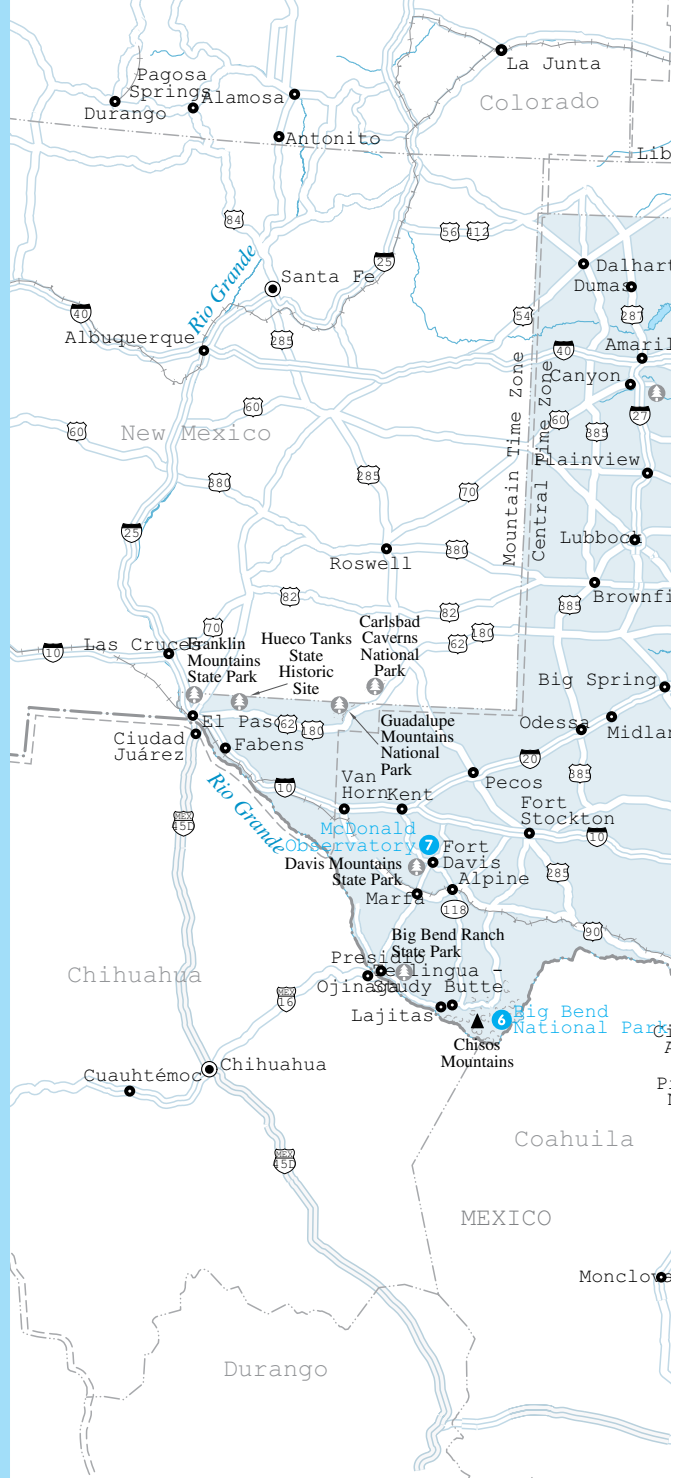 La Junta
Pagosa
Springs
Alamosa
Durango
Colorado
Antonito
Lib
84
56
412
25
Rio Grande
Santa Fe
Dalhart
Dumas
40
54
287
Albuquerque
285
Amaril
40
Canyon
Mountain Time Zone
Central Time Zone
60
60
27
60
New Mexico
385
Plainview
285
380
70
25
Lubbock
Roswell
380
82
385
Brownfi
82
70
62
180
Las Cruces
10
Franklin
Mountains
State Park
Hueco Tanks
State
Historic
Site
Carlsbad
Caverns
National
Park
Big Spring
El Paso
62
180
Guadalupe
Mountains
National
Park
Odessa
Midlan
Ciudad
Juárez
Fabens
20
385
Pecos
10
Van
Horn
Kent
Rio Grande
Fort
Stockton
MEX
45D
McDonald
Observatory
7
10
Fort
Davis
Davis Mountains
State Park
285
Alpine
Marfa
118
90
Big Bend Ranch
State Park
Presidio
Terlingua –
Study Butte
Ojinaga
Chihuahua
MEX
16
Lajitas
6
Big Bend
National Park
Chisos
Mountains
Chihuahua
Cuauhtémoc
Coahuila
MEX
45D
MEXICO
Monclova
Durango